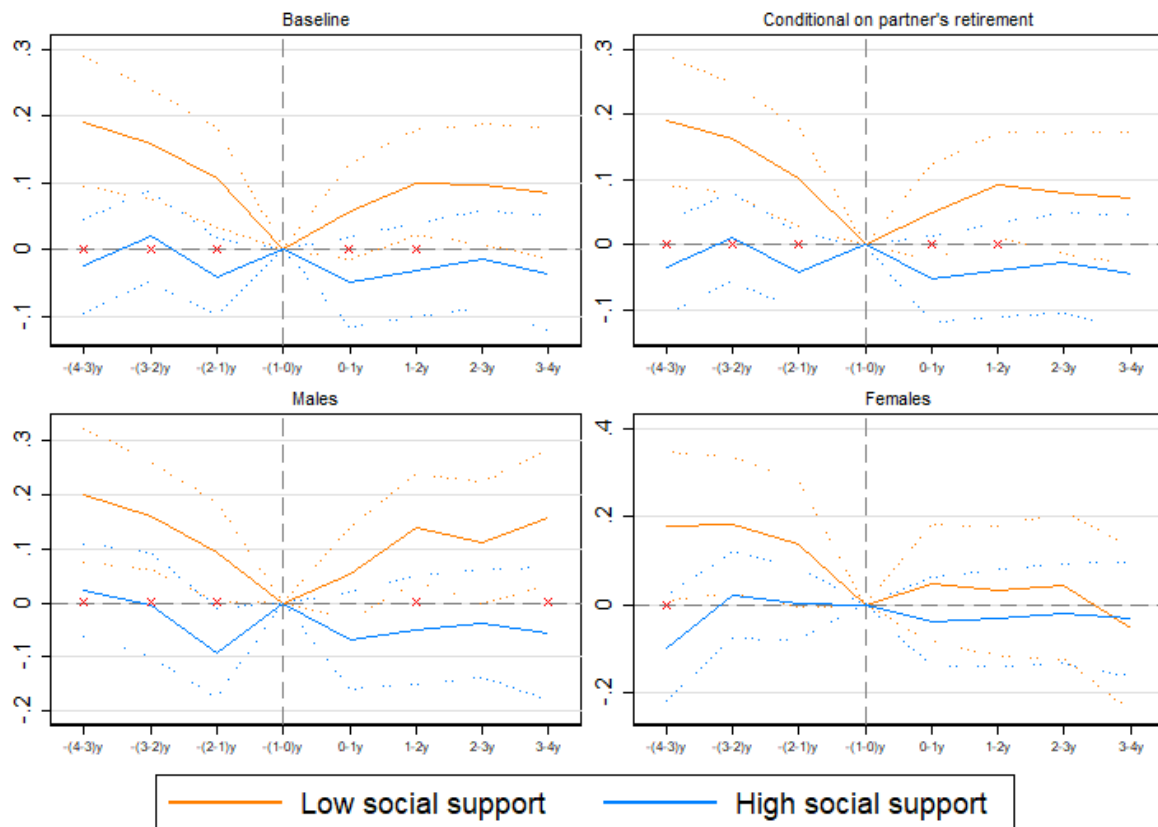 Baseline
Conditional on partner's retirement
.3
.2
.1
0
-.1
-(4-3)y -(3-2)y -(2-1)y -(1-0)y 0-1y 1-2y 2-3y 3-4y
.3
.2
.1
0
-.1
-(4-3)y -(3-2)y -(2-1)y -(1-0)y 0-1y 1-2y 2-3y 3-4y
Males
Females
.3
.2
.1
0
-.1
-.2
-(4-3)y -(3-2)y -(2-1)y -(1-0)y 0-1y 1-2y 2-3y 3-4y
.4
.2
0
-.2
-(4-3)y -(3-2)y -(2-1)y -(1-0)y 0-1y 1-2y 2-3y 3-4y
Low social support High social support